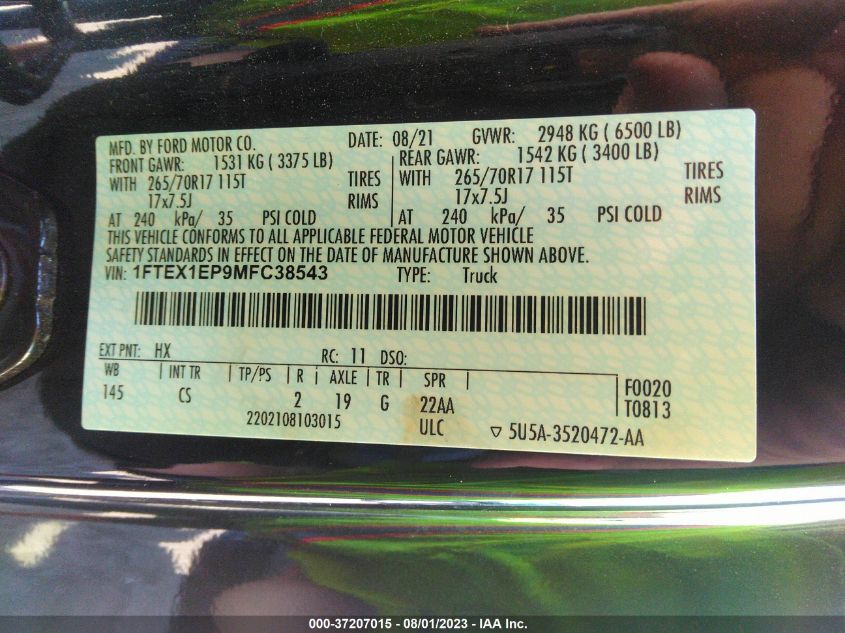 MFD. BY FORD MOTOR CO. DATE: 08/21 GVWR: 2948 KG ( 6500 LB)
FRONT GAWR: 1531 KG ( 3375 LB) REAR GAWR: 1542 KG ( 3400 LB)
WITH 265/70R17 115T TIRES WITH 265/70R17 115T TIRES
17x7.5J RIMS 17x7.5J RIMS
AT 240 kPa/ 35 PSI COLD AT 240 kPa/ 35 PSI COLD
THIS VEHICLE CONFORMS TO ALL APPLICABLE FEDERAL MOTOR VEHICLE
SAFETY STANDARDS IN EFFECT ON THE DATE OF MANUFACTURE SHOWN ABOVE.
VIN: 1FTEX1EP9MFC38543 TYPE: Truck
EXT PNT: HX RC: 11 DSO:
WB INT TR TP/PS R AXLE TR SPR F0020
145 CS 2 19 G 22AA T0813
2202108103015 ULC ▽ 5U5A-3520472-AA
000-37207015 - 08/01/2023 - IAA Inc.